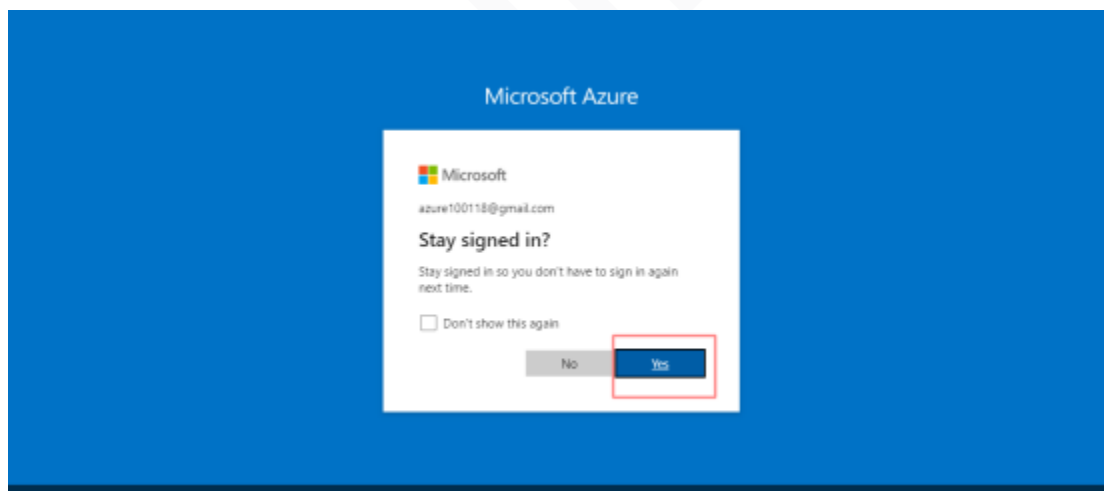 Microsoft Azure
Microsoft
azure100118@gmail.com
Stay signed in?
Stay signed in so you don't have to sign in again
next time.
Don't show this again
No Yes